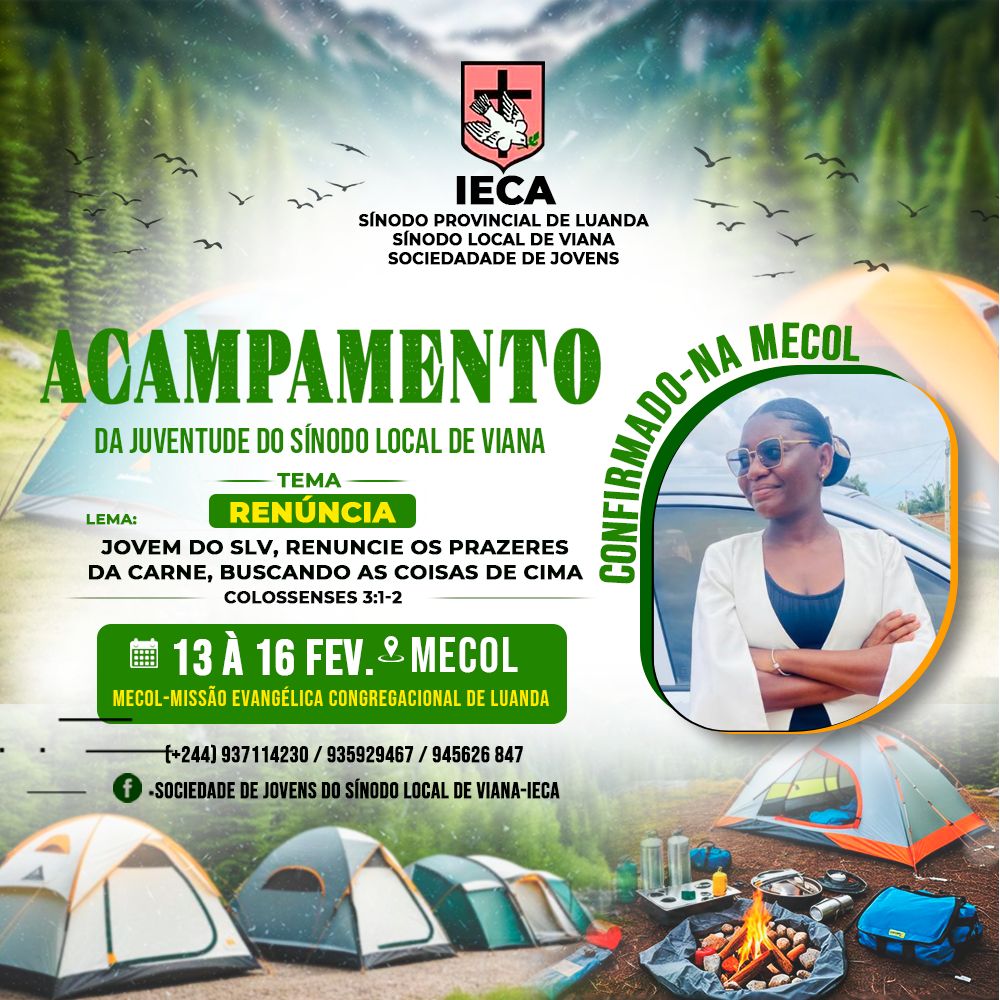 IECA
SÍNODO PROVINCIAL DE LUANDA
SÍNODO LOCAL DE VIANA
SOCIEDADADE DE JOVENS
ACAMPAMENTO
DA JUVENTUDE DO SÍNODO LOCAL DE VIANA
TEMA
RENÚNCIA
LEMA:
JOVEM DO SLV, RENUNCIE OS PRAZERES
DA CARNE, BUSCANDO AS COISAS DE CIMA
COLOSSENSES 3:1-2
CONFIRMADO-NA MECOL
13 À 16 FEV. MECOL
MECOL-MISSÃO EVANGÉLICA CONGREGACIONAL DE LUANDA
(+244) 937114230 / 935929467 / 945626 847
-SOCIEDADE DE JOVENS DO SÍNODO LOCAL DE VIANA-IECA